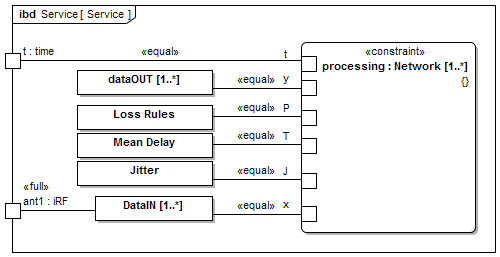 ibd Service [ Service ]
t : time
«equal»
t
«constraint»
processing : Network [1..*]
{}
dataOUT [1..*]
«equal»
y
Loss Rules
«equal»
P
Mean Delay
«equal»
T
Jitter
«equal»
J
«full»
ant1 : iRF
DataIN [1..*]
«equal»
x